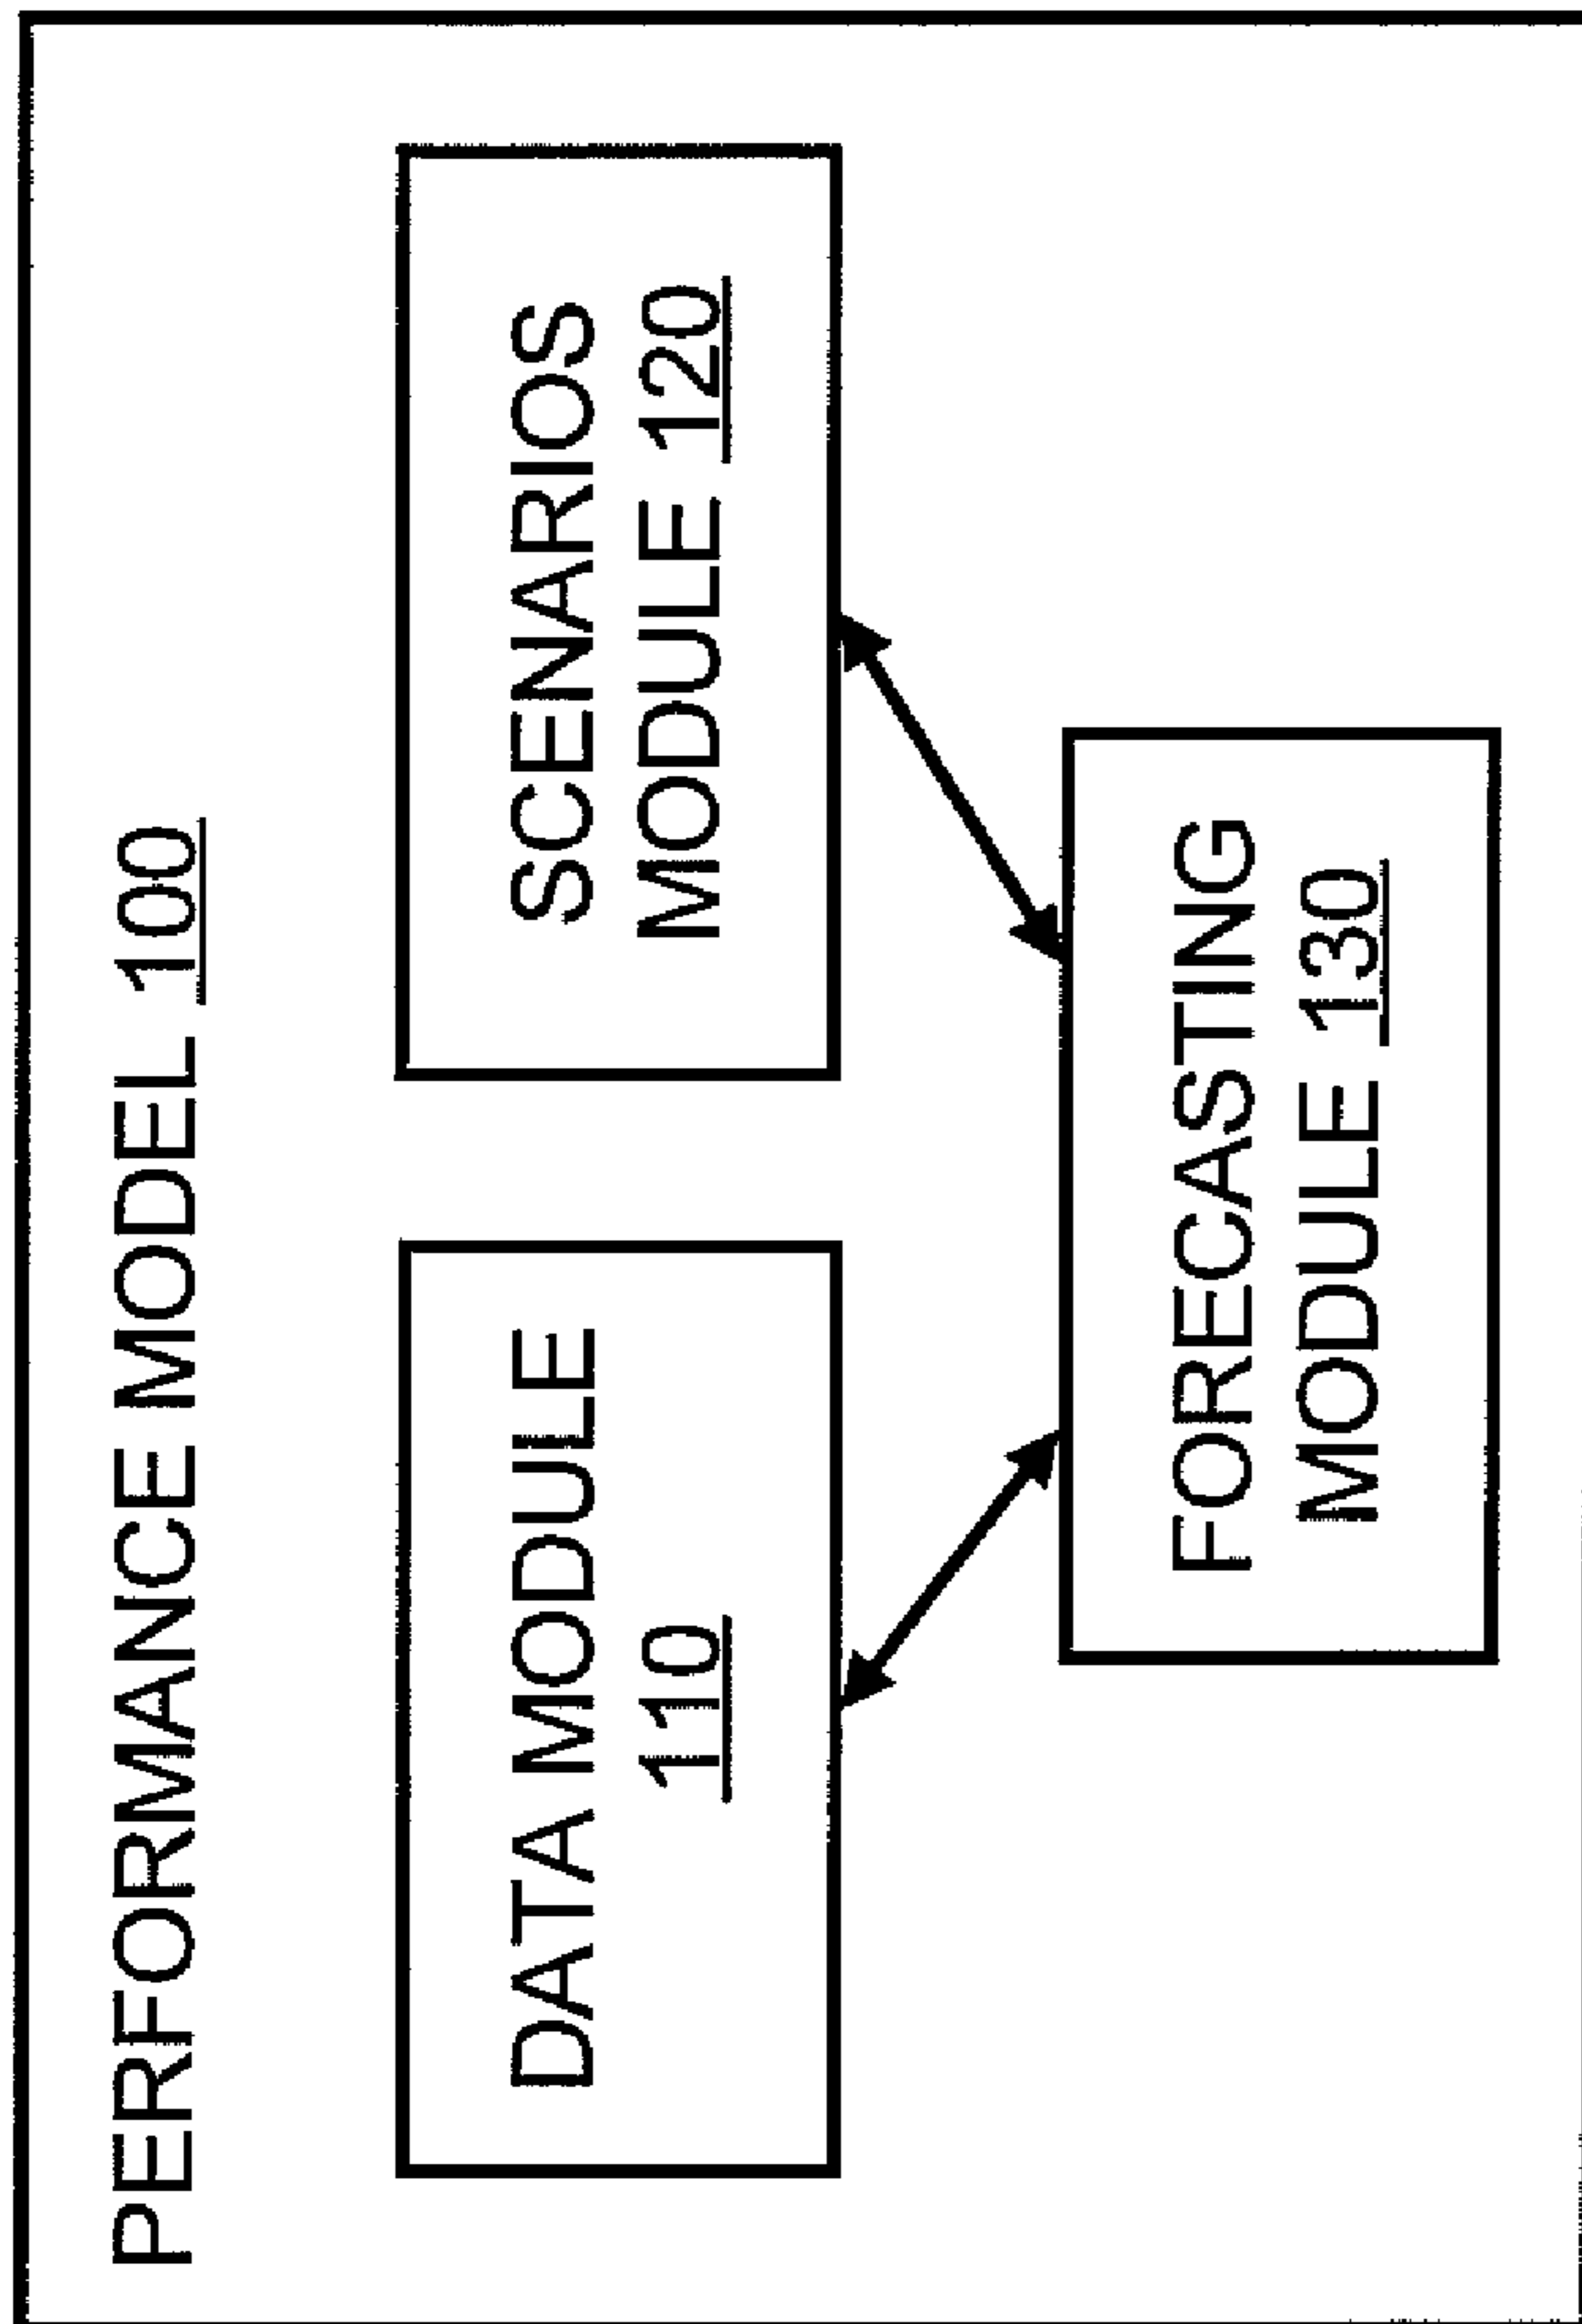 PERFORMANCE MODEL 100
DATA MODULE
110
SCENARIOS
MODULE 120
FORECASTING
MODULE 130